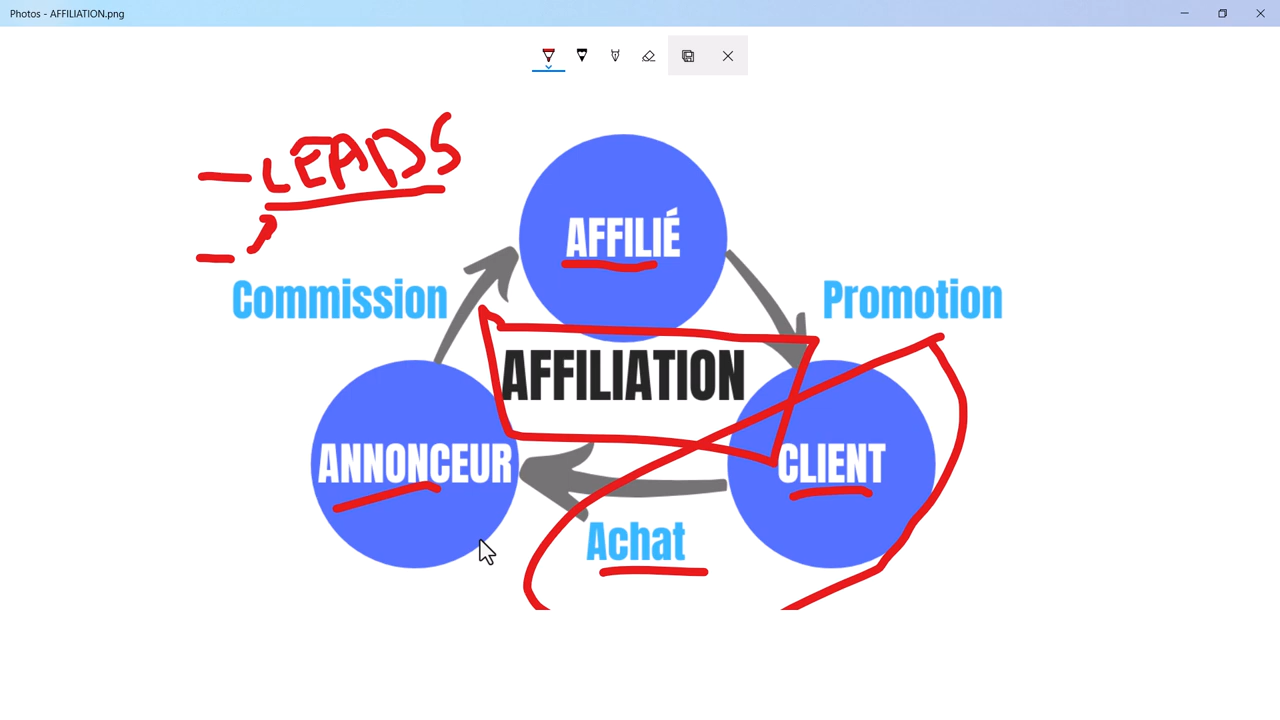 Photos - AFFILIATION.png
LEADS
AFFILIÉ
Commission
Promotion
AFFILIATION
ANNONCEUR
CLIENT
Achat